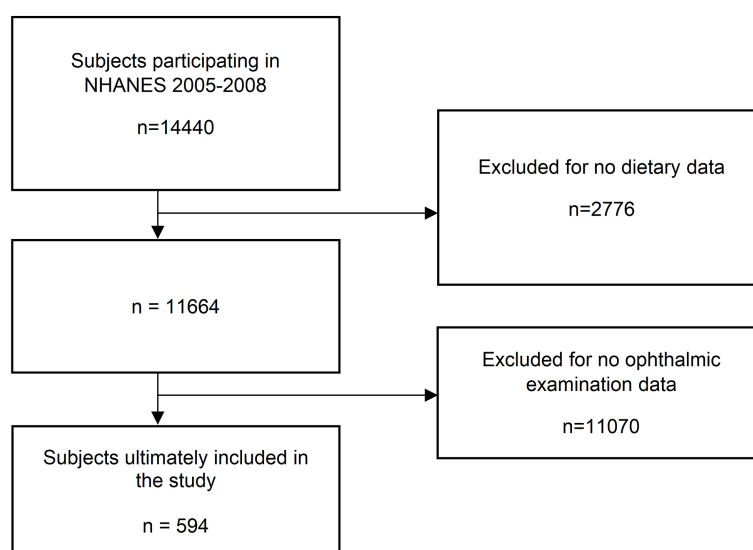 Subjects participating in
NHANES 2005-2008
n=14440
Excluded for no dietary data
n=2776
n = 11664
Excluded for no ophthalmic
examination data
n=11070
Subjects ultimately included in
the study
n = 594